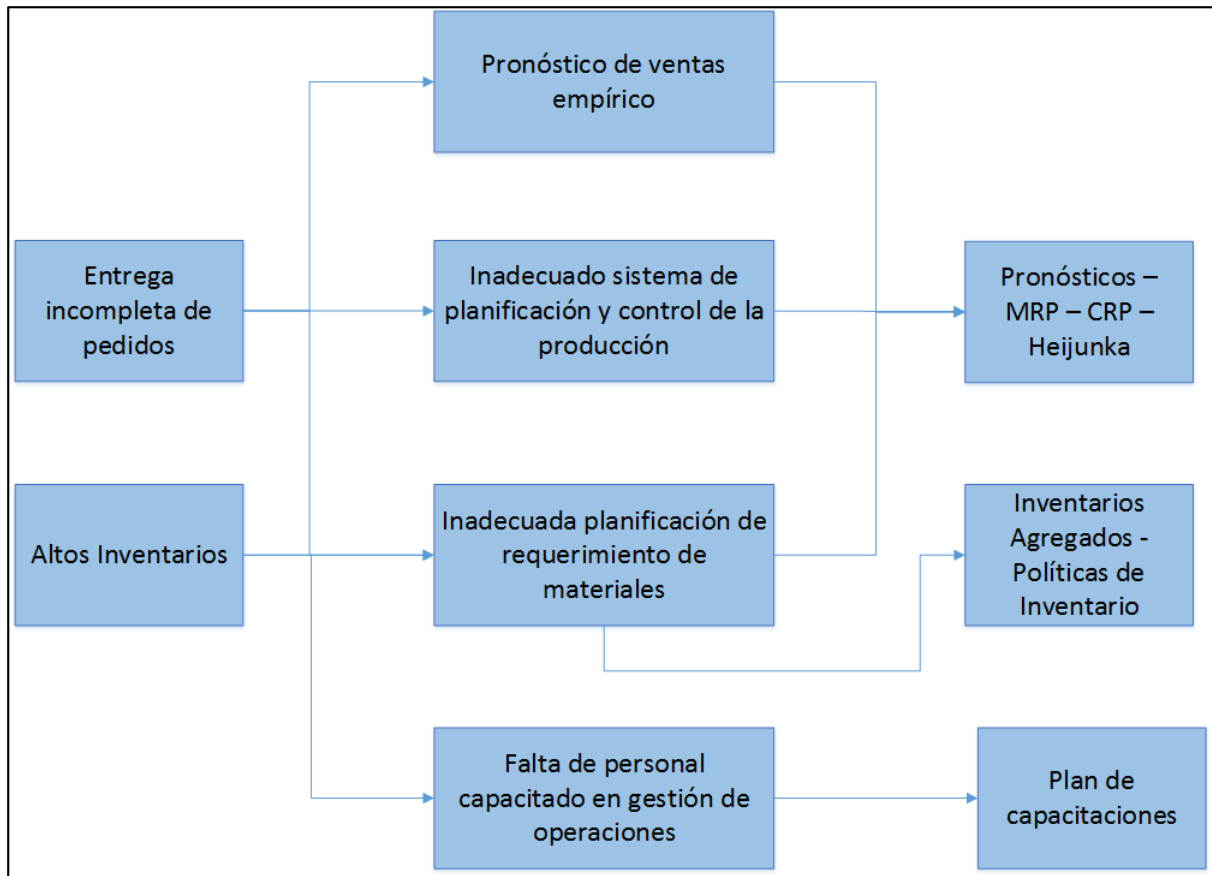 Pronóstico de ventas
empírico
Entrega
incompleta de
pedidos
Inadecuado sistema de
planificación y control de la
producción
Pronósticos –
MRP – CRP –
Heijunka
Altos Inventarios
Inadecuada planificación de
requerimiento de
materiales
Inventarios
Agregados -
Políticas de
Inventario
Falta de personal
capacitado en gestión de
operaciones
Plan de
capacitaciones